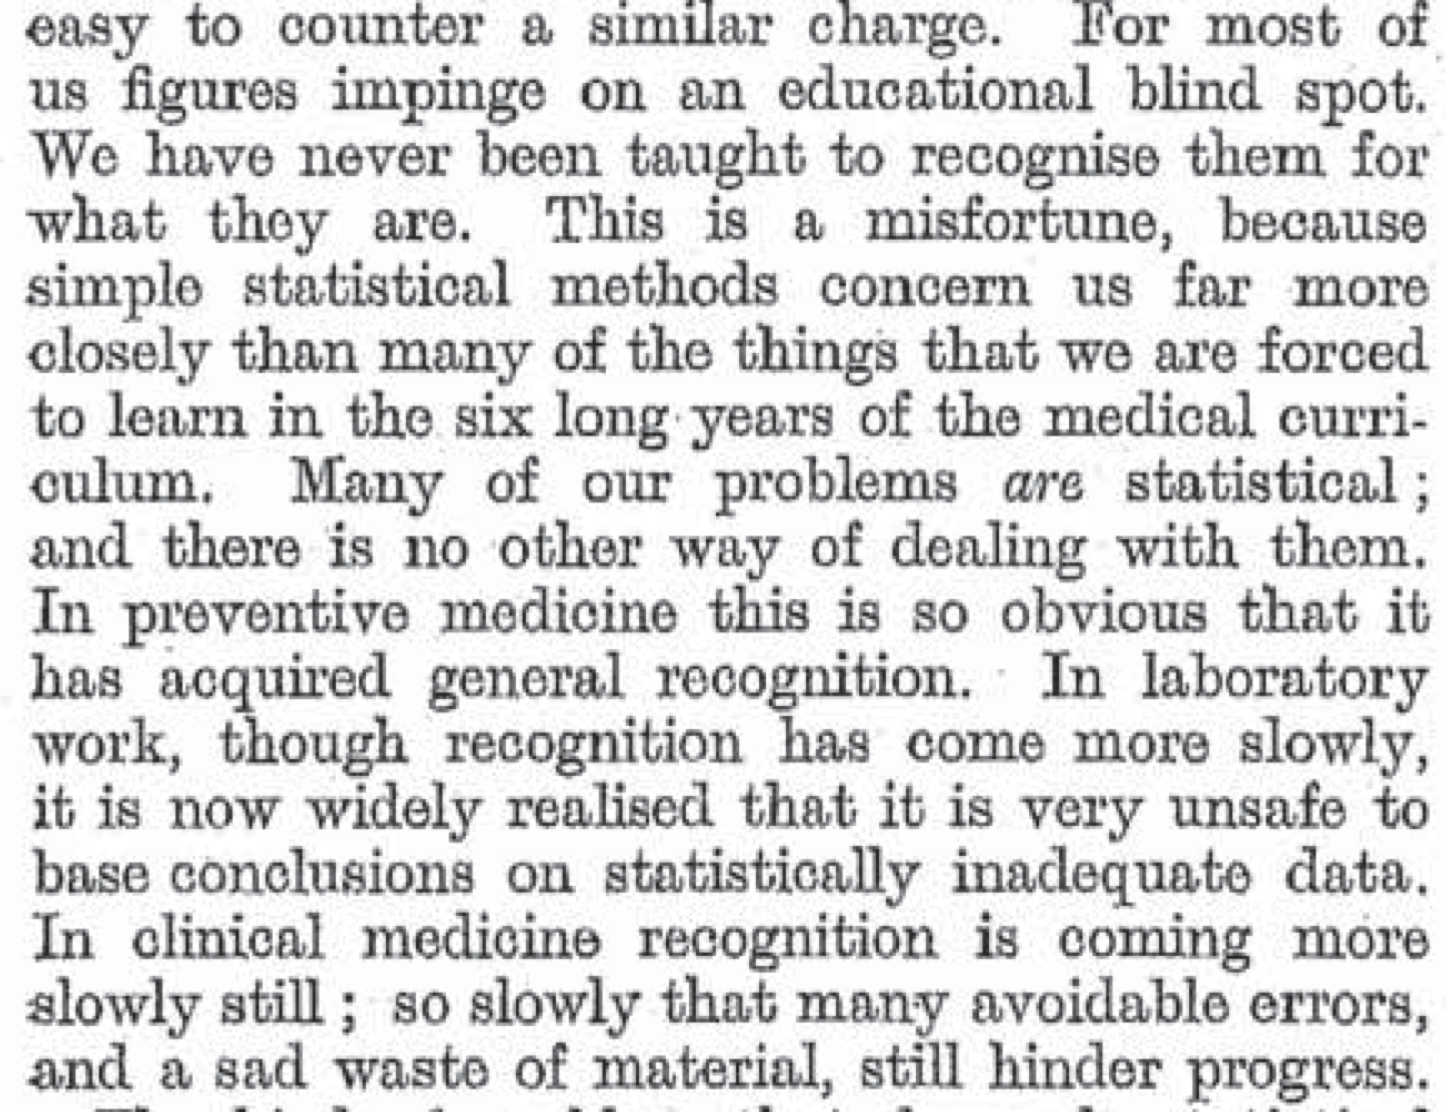 easy to counter a similar charge. For most of
us figures impinge on an educational blind spot.
We have never been taught to recognise them for
what they are. This is a misfortune, because
simple statistical methods concern us far more
closely than many of the things that we are forced
to learn in the six long years of the medical curri-
culum. Many of our problems are statistical ;
and there is no other way of dealing with them.
In preventive medicine this is so obvious that it
has acquired general recognition. In laboratory
work, though recognition has come more slowly,
it is now widely realised that it is very unsafe to
base conclusions on statistically inadequate data.
In clinical medicine recognition is coming more
slowly still ; so slowly that many avoidable errors,
and a sad waste of material, still hinder progress.